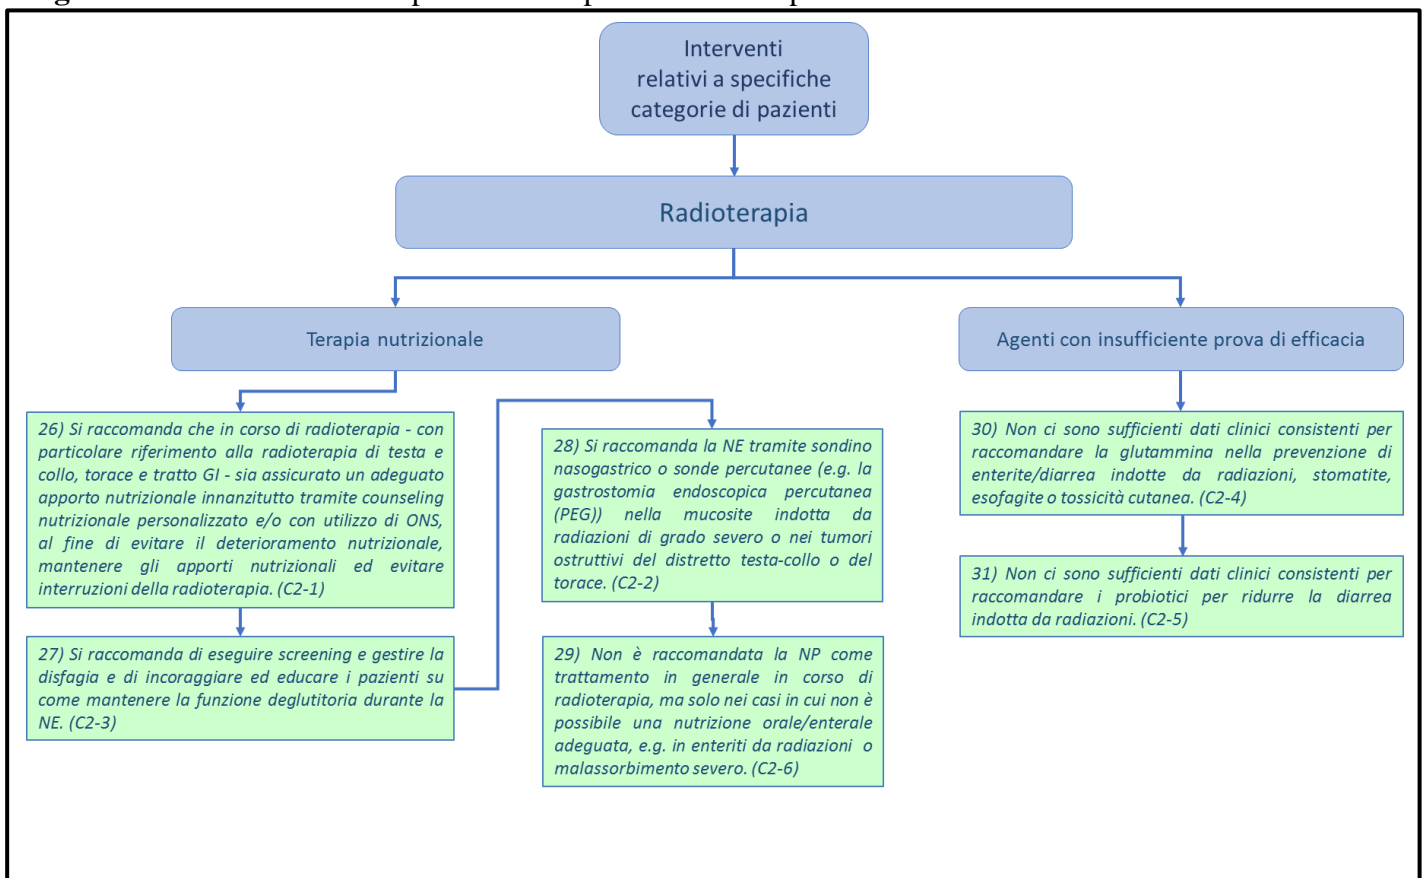 Interventi
relativi a specifiche
categorie di pazienti
Radioterapia
Terapia nutrizionale
Agenti con insufficiente prova di efficacia
26) Si raccomanda che in corso di radioterapia - con
particolare riferimento alla radioterapia di testa e
collo, torace e tratto GI - sia assicurato un adeguato
apporto nutrizionale innanzitutto tramite counseling
nutrizionale personalizzato e/o con utilizzo di ONS,
al fine di evitare il deterioramento nutrizionale,
mantenere gli apporti nutrizionali ed evitare
interruzioni della radioterapia. (C2-1)
27) Si raccomanda di eseguire screening e gestire la
disfagia e di incoraggiare ed educare i pazienti su
come mantenere la funzione deglutitoria durante la
NE. (C2-3)
28) Si raccomanda la NE tramite sondino
nasogastrico o sonde percutanee (e.g. la
gastrostomia endoscopica percutanea
(PEG)) nella mucosite indotta da
radiazioni di grado severo o nei tumori
ostruttivi del distretto testa-collo o del
torace. (C2-2)
29) Non è raccomandata la NP come
trattamento in generale in corso di
radioterapia, ma solo nei casi in cui non è
possibile una nutrizione orale/enterale
adeguata, e.g. in enteriti da radiazioni o
malassorbimento severo. (C2-6)
30) Non ci sono sufficienti dati clinici consistenti per
raccomandare la glutammina nella prevenzione di
enterite/diarrea indotte da radiazioni, stomatite,
esofagite o tossicità cutanea. (C2-4)
31) Non ci sono sufficienti dati clinici consistenti per
raccomandare i probiotici per ridurre la diarrea
indotta da radiazioni. (C2-5)